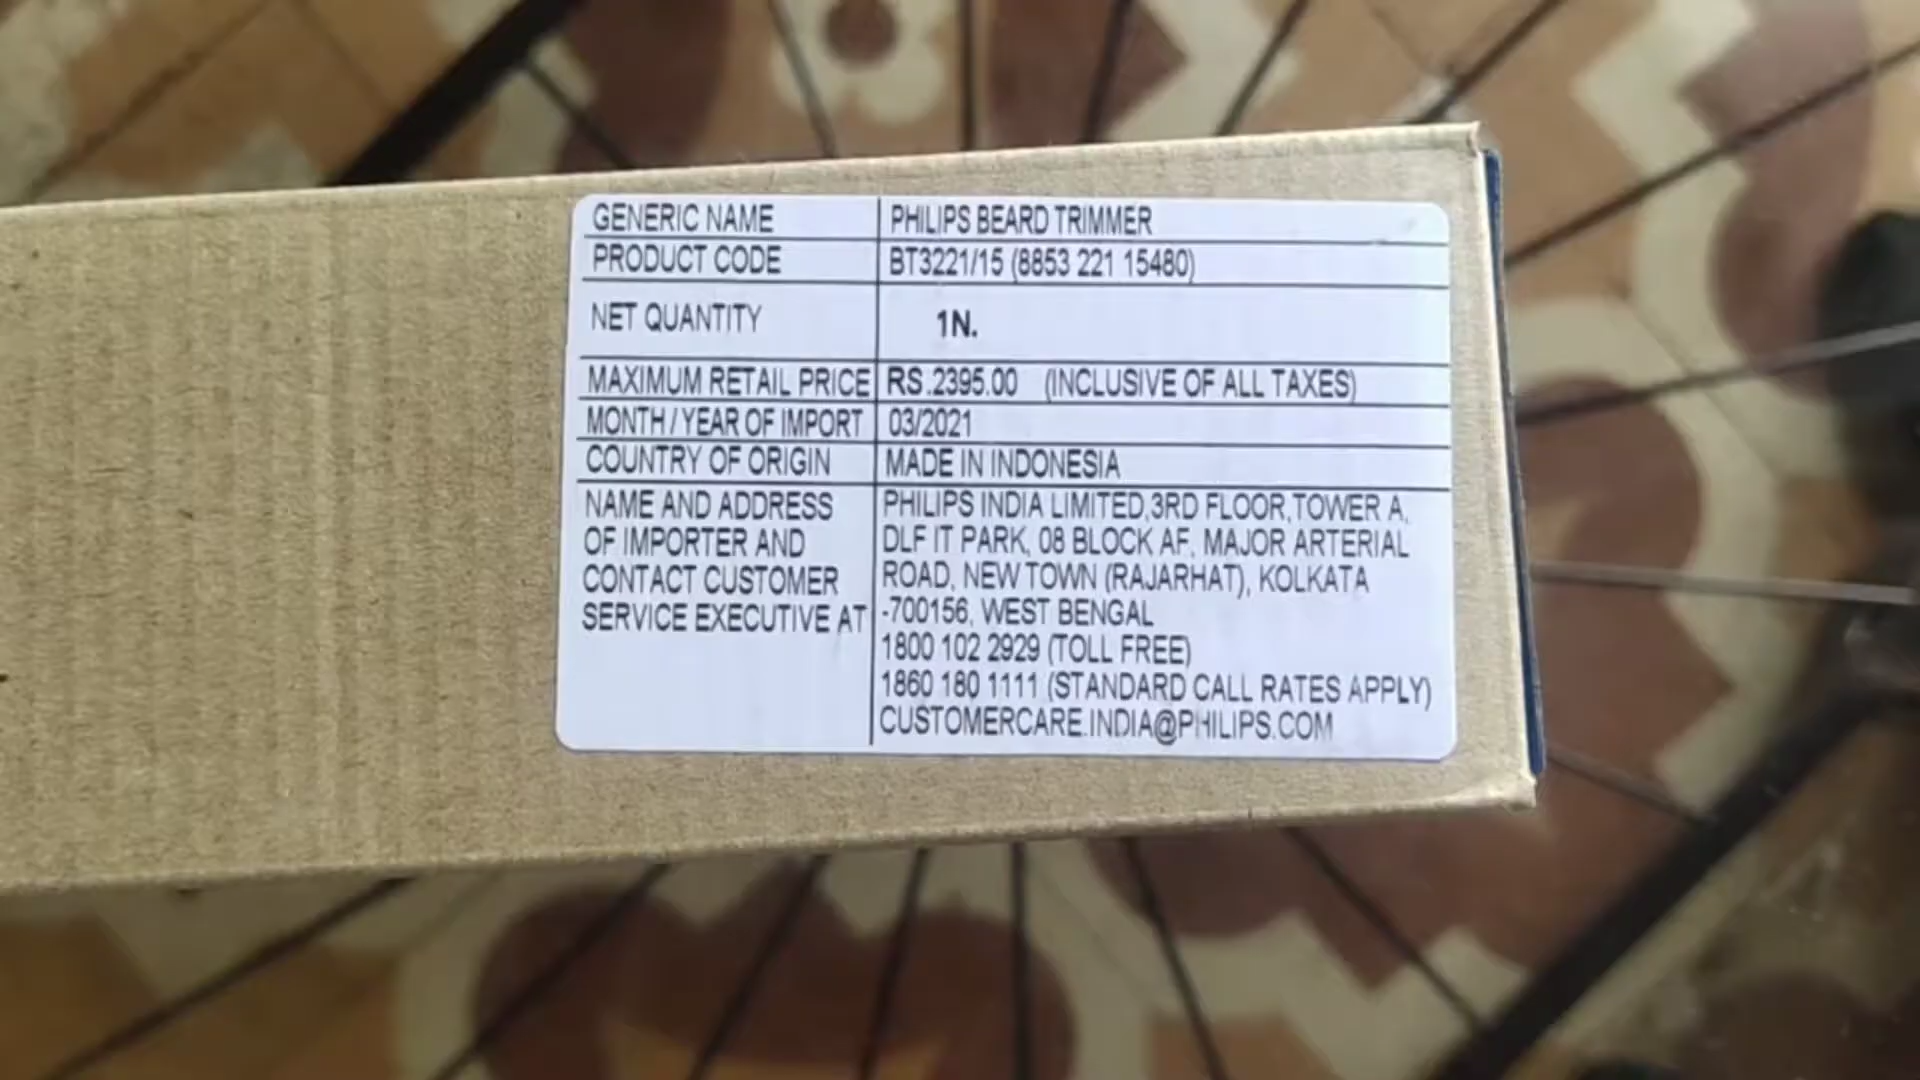 GENERIC NAME PHILIPS BEARD TRIMMER
PRODUCT CODE BT3221/15 (8853 221 15480)
NET QUANTITY 1N.
MAXIMUM RETAIL PRICE RS.2395.00 (INCLUSIVE OF ALL TAXES)
MONTH / YEAR OF IMPORT 03/2021
COUNTRY OF ORIGIN MADE IN INDONESIA
NAME AND ADDRESS
OF IMPORTER AND
CONTACT CUSTOMER
SERVICE EXECUTIVE AT
PHILIPS INDIA LIMITED,3RD FLOOR,TOWER A,
DLF IT PARK, 08 BLOCK AF, MAJOR ARTERIAL
ROAD, NEW TOWN (RAJARHAT), KOLKATA
-700156, WEST BENGAL
1800 102 2929 (TOLL FREE)
1860 180 1111 (STANDARD CALL RATES APPLY)
CUSTOMERCARE.INDIA@PHILIPS.COM